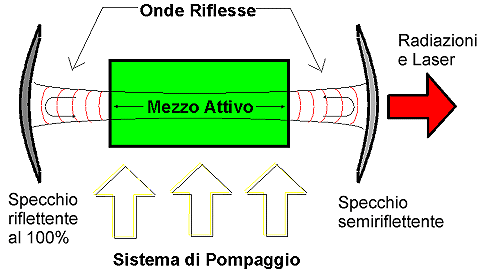 Onde Riflesse
Radiazioni
e Laser
Mezzo Attivo
Specchio
riflettente
al 100%
Specchio
semiriflettente
Sistema di Pompaggio